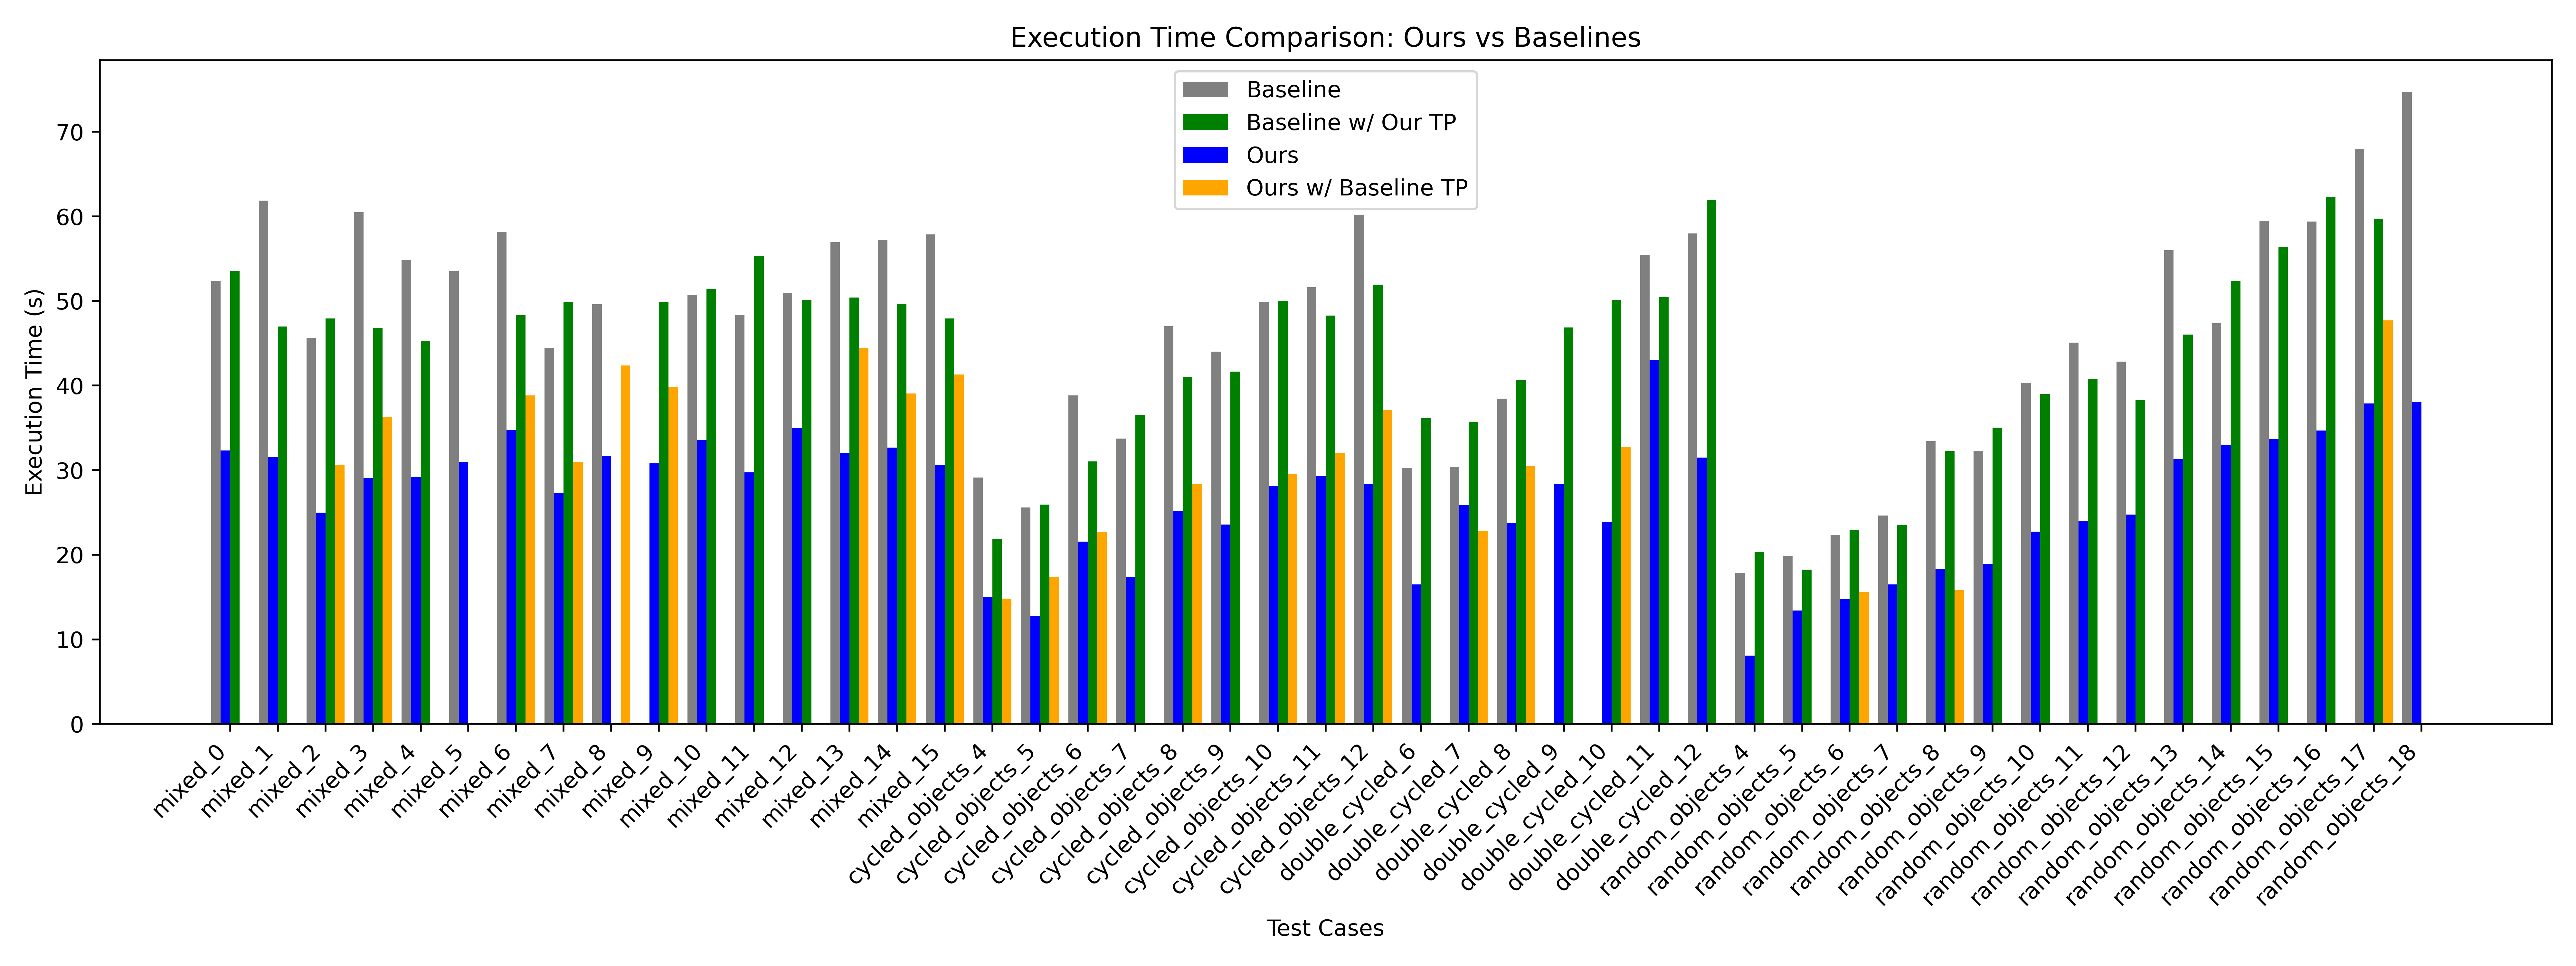 Execution Time Comparison: Ours vs Baselines
Baseline
Baseline w/ Our TP
Ours
Ours w/ Baseline TP
Execution Time (s)
70
60
50
40
30
20
10
0
mixed_0
mixed_1
mixed_2
mixed_3
mixed_4
mixed_5
mixed_6
mixed_7
mixed_8
mixed_9
mixed_10
mixed_11
mixed_12
mixed_13
mixed_14
mixed_15
cycled_objects_4
cycled_objects_5
cycled_objects_6
cycled_objects_7
cycled_objects_8
cycled_objects_9
cycled_objects_10
cycled_objects_11
cycled_objects_12
double_cycled_6
double_cycled_7
double_cycled_8
double_cycled_9
double_cycled_10
double_cycled_11
double_cycled_12
random_objects_4
random_objects_5
random_objects_6
random_objects_7
random_objects_8
random_objects_9
random_objects_10
random_objects_11
random_objects_12
random_objects_13
random_objects_14
random_objects_15
random_objects_16
random_objects_17
random_objects_18
Test Cases